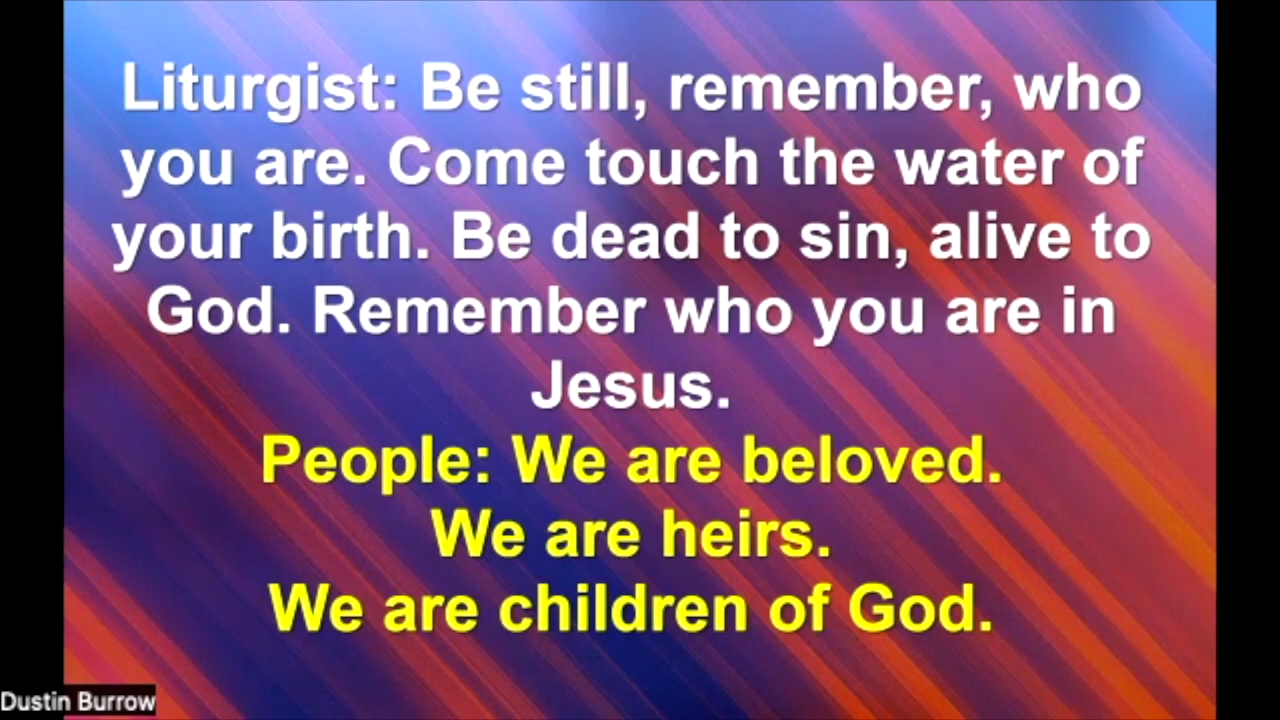 Liturgist: Be still, remember, who
you are. Come touch the water of
your birth. Be dead to sin, alive to
God. Remember who you are in
Jesus.
People: We are beloved.
We are heirs.
We are children of God.
Dustin Burrow